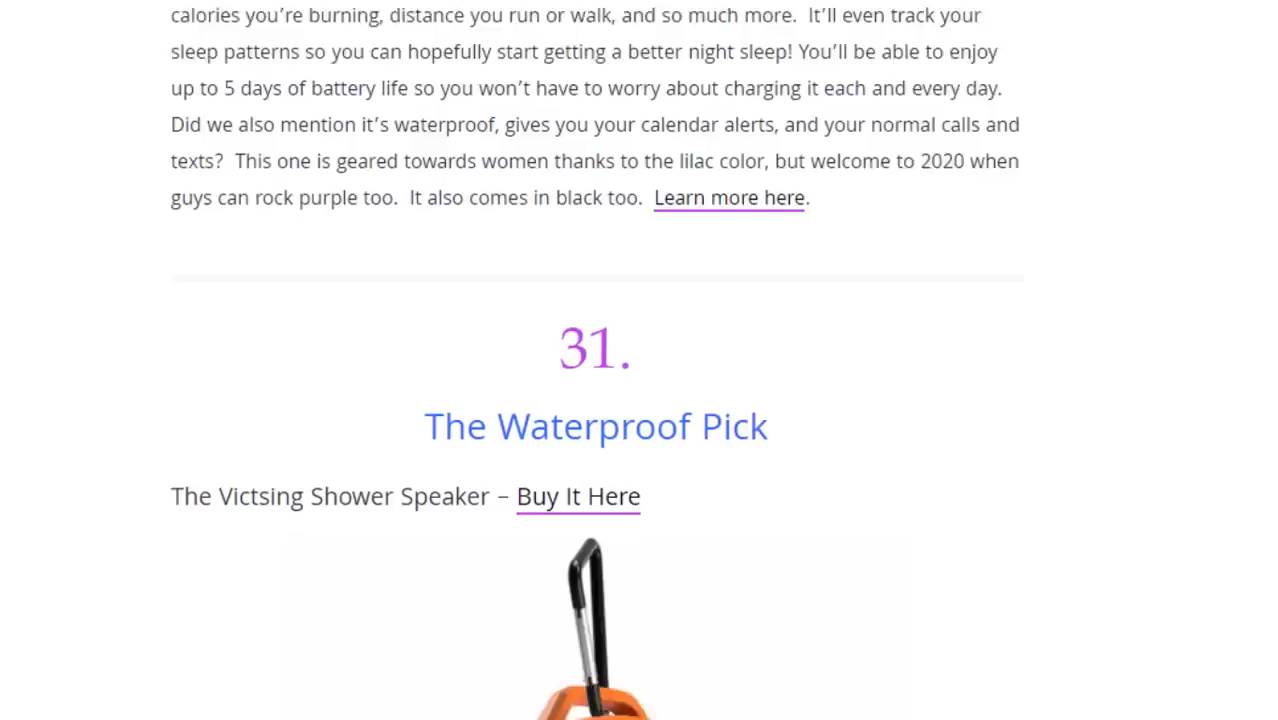 calories you’re burning, distance you run or walk, and so much more.  It’ll even track your
sleep patterns so you can hopefully start getting a better night sleep! You’ll be able to enjoy
up to 5 days of battery life so you won’t have to worry about charging it each and every day.
Did we also mention it’s waterproof, gives you your calendar alerts, and your normal calls and
texts?  This one is geared towards women thanks to the lilac color, but welcome to 2020 when
guys can rock purple too.  It also comes in black too.  Learn more here.
31.
The Waterproof Pick
The Victsing Shower Speaker – Buy It Here